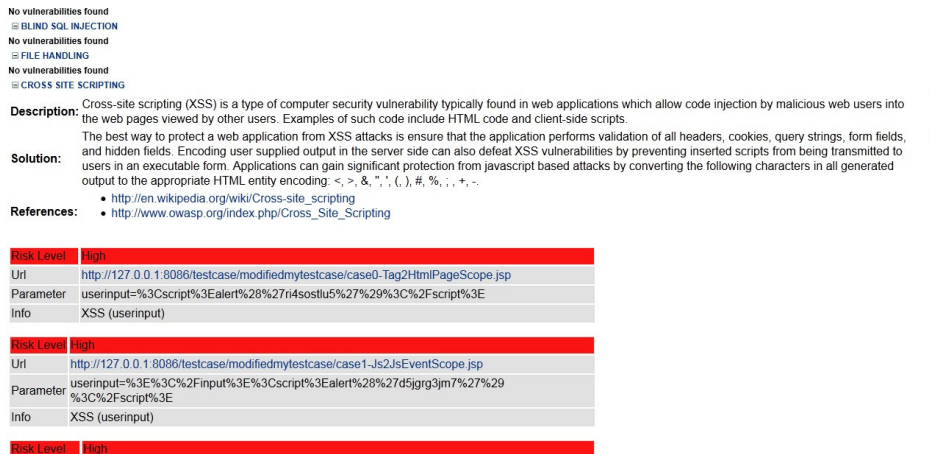 No vulnerabilities found
BLIND SQL INJECTION
No vulnerabilities found
FILE HANDLING
No vulnerabilities found
CROSS SITE SCRIPTING
Description: Cross-site scripting (XSS) is a type of computer security vulnerability typically found in web applications which allow code injection by malicious web users into
the web pages viewed by other users. Examples of such code include HTML code and client-side scripts.
The best way to protect a web application from XSS attacks is ensure that the application performs validation of all headers, cookies, query strings, form fields,
Solution: and hidden fields. Encoding user supplied output in the server side can also defeat XSS vulnerabilities by preventing inserted scripts from being transmitted to
users in an executable form. Applications can gain significant protection from javascript based attacks by converting the following characters in all generated
output to the appropriate HTML entity encoding: <, >, &, ", ', (, ), #, %, ; , +, -.
• http://en.wikipedia.org/wiki/Cross-site_scripting
References: • http://www.owasp.org/index.php/Cross_Site_Scripting
Risk Level High
Url http://127.0.0.1:8086/testcase/modifiedmytestcase/case0-Tag2HtmlPageScope.jsp
Parameter userinput=%3Cscript%3Ealert%28%27ri4sostlu5%27%29%3C%2Fscript%3E
Info XSS (userinput)
Risk Level High
Url http://127.0.0.1:8086/testcase/modifiedmytestcase/case1-Js2JsEventScope.jsp
Parameter userinput=%3E%3C%2Finput%3E%3Cscript%3Ealert%28%27d5jgrg3jm7%27%29
%3C%2Fscript%3E
Info XSS (userinput)
Risk Level High